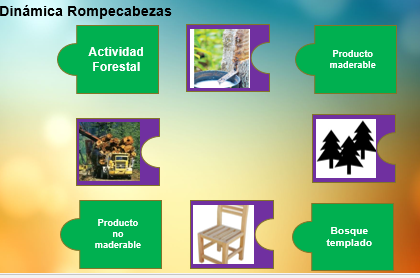 Dinámica Rompecabezas
Actividad
Forestal
Producto
maderable
Producto
no
maderable
Bosque
templado